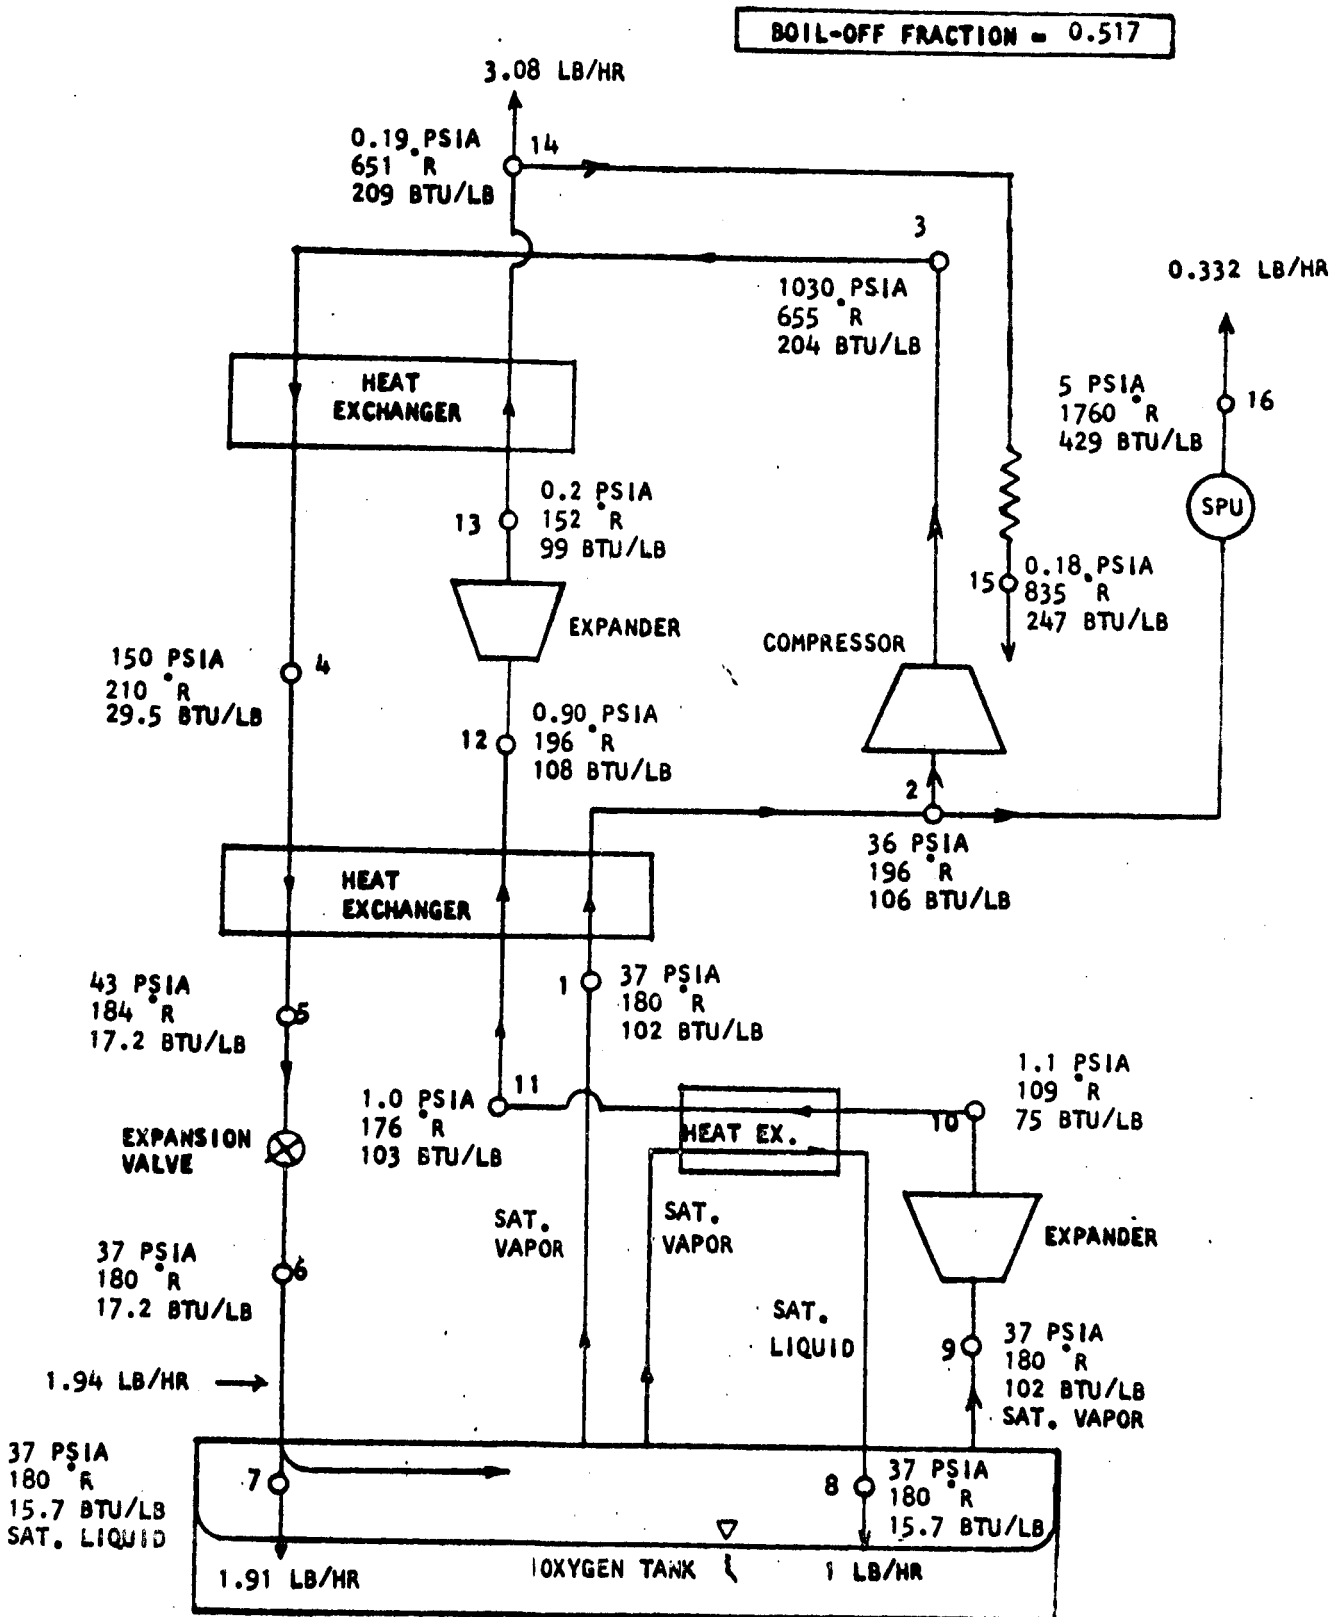 BOIL-OFF FRACTION = 0.517
3.08 LB/HR
0.19 PSIA
651 °R
209 BTU/LB
14
3
1030 PSIA
655 °R
204 BTU/LB
0.332 LB/HR
HEAT
EXCHANGER
5 PSIA
1760 °R
429 BTU/LB
16
SPU
13
0.2 PSIA
152 °R
99 BTU/LB
EXPANDER
15
0.18 PSIA
835 °R
247 BTU/LB
COMPRESSOR
150 PSIA
210 °R
29.5 BTU/LB
4
12
0.90 PSIA
196 °R
108 BTU/LB
2
36 PSIA
196 °R
106 BTU/LB
HEAT
EXCHANGER
43 PSIA
184 °R
17.2 BTU/LB
5
1
37 PSIA
180 °R
102 BTU/LB
EXPANSION
VALVE
1.0 PSIA
176 °R
103 BTU/LB
11
HEAT EX.
10
1.1 PSIA
109 °R
75 BTU/LB
SAT.
VAPOR
SAT.
VAPOR
EXPANDER
37 PSIA
180 °R
17.2 BTU/LB
6
SAT.
LIQUID
9
37 PSIA
180 °R
102 BTU/LB
SAT. VAPOR
1.94 LB/HR
37 PSIA
180 °R
15.7 BTU/LB
SAT. LIQUID
7
8
37 PSIA
180 °R
15.7 BTU/LB
1.91 LB/HR
OXYGEN TANK
1 LB/HR